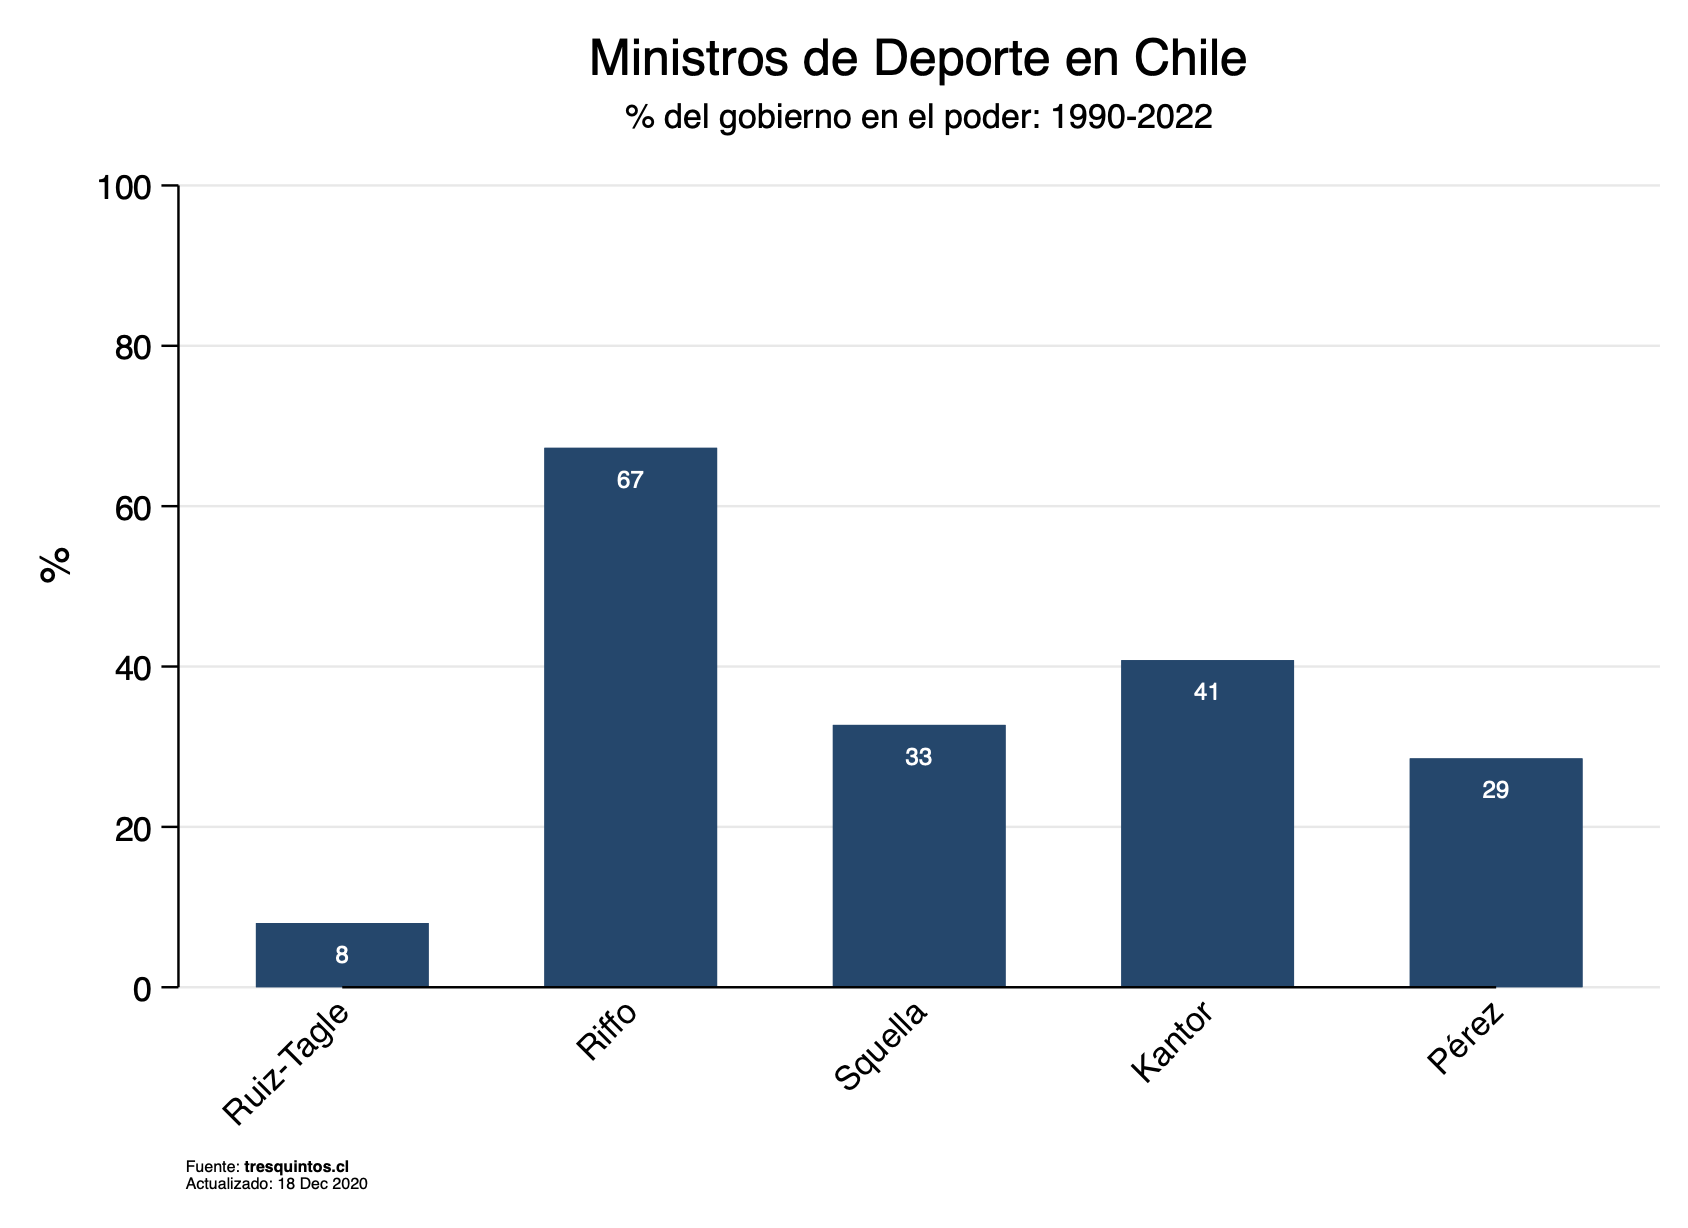 Ministros de Deporte en Chile
% del gobierno en el poder: 1990-2022
100
80
60
40
20
0
%
8
67
33
41
29
Ruiz-Tagle
Riffo
Squella
Kantor
Pérez
Fuente: tresquintos.cl
Actualizado: 18 Dec 2020